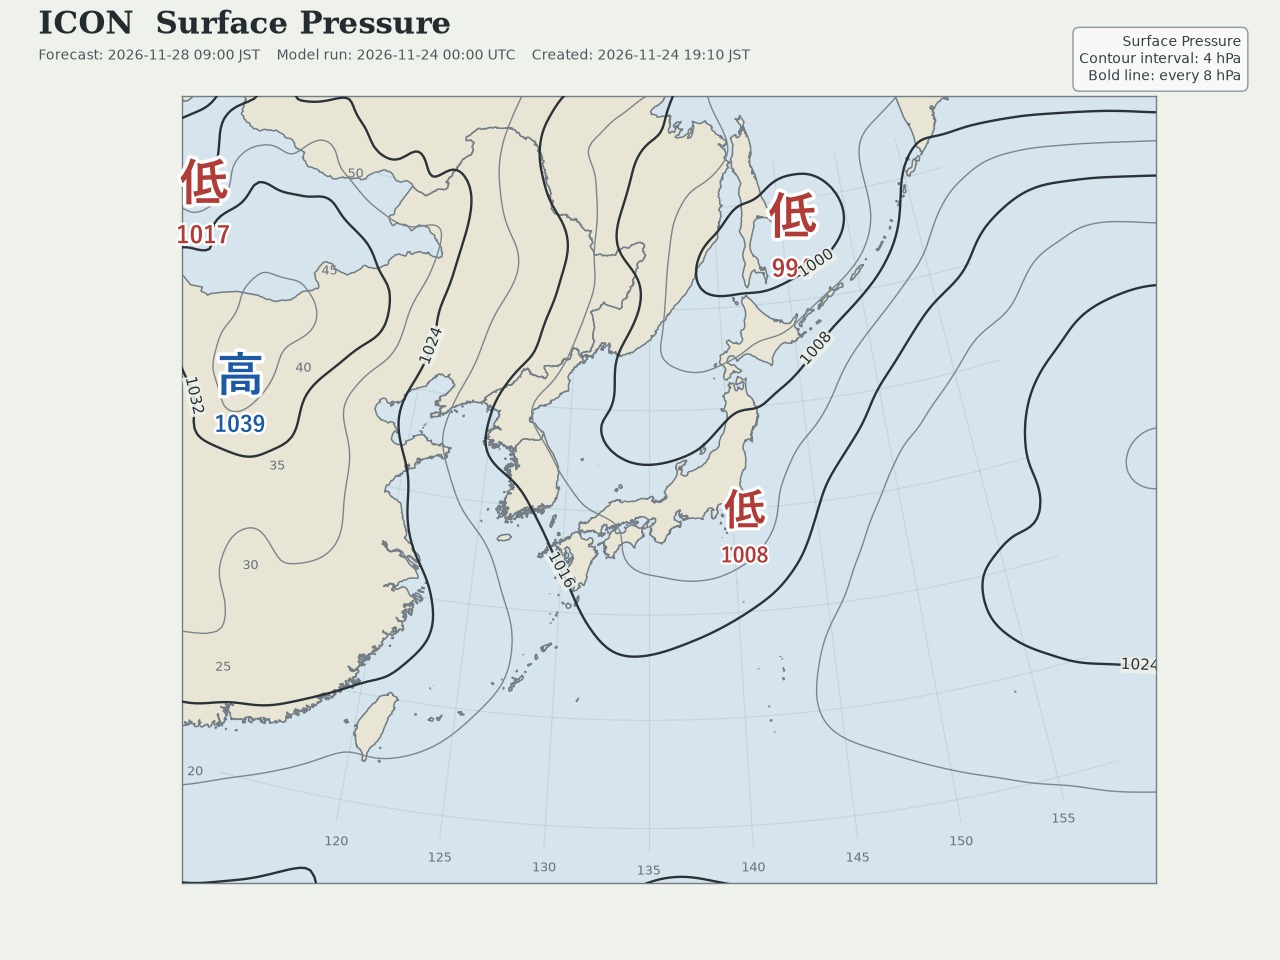 ICON Surface Pressure
Forecast: 2026-11-28 09:00 JST Model run: 2026-11-24 00:00 UTC Created: 2026-11-24 19:10 JST
Surface Pressure
Contour interval: 4 hPa
Bold line: every 8 hPa
50
低
1017
低
1000
45
1024
1008
40
高
1039
1032
35
低
1008
1016
30
25
1024
20
155
120
150
125
145
130
140
135